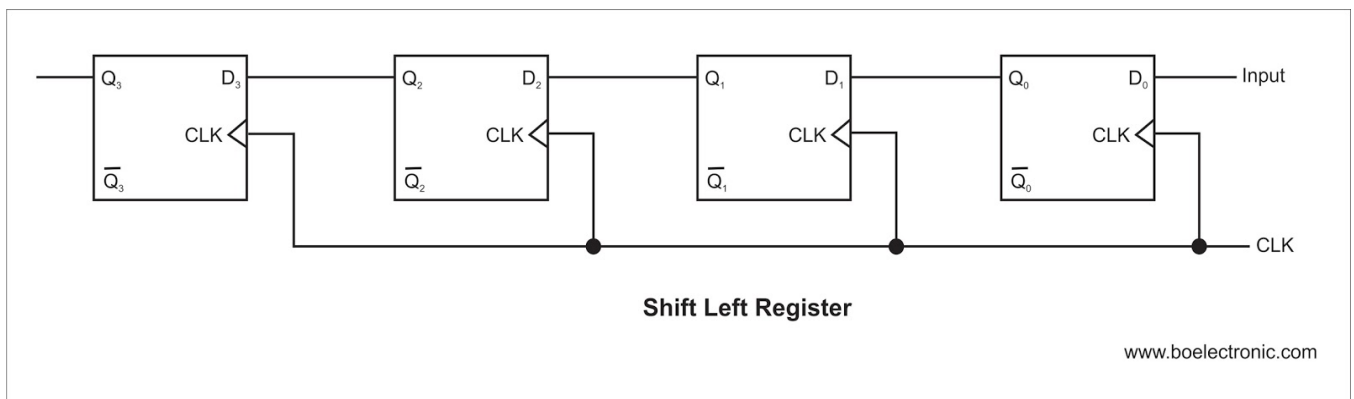 Q₃ D₃ Q₂ D₂ Q₁ D₁ Q₀ D₀ Input
CLK CLK CLK CLK
Q̅₃ Q̅₂ Q̅₁ Q̅₀
CLK
Shift Left Register
www.boelectronic.com